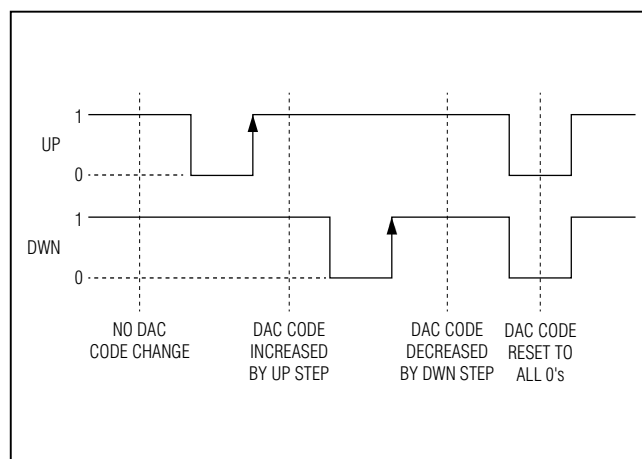 1
UP
0
1
DWN
0
NO DAC
CODE CHANGE
DAC CODE
INCREASED
BY UP STEP
DAC CODE
DECREASED
BY DWN STEP
DAC CODE
RESET TO
ALL 0's